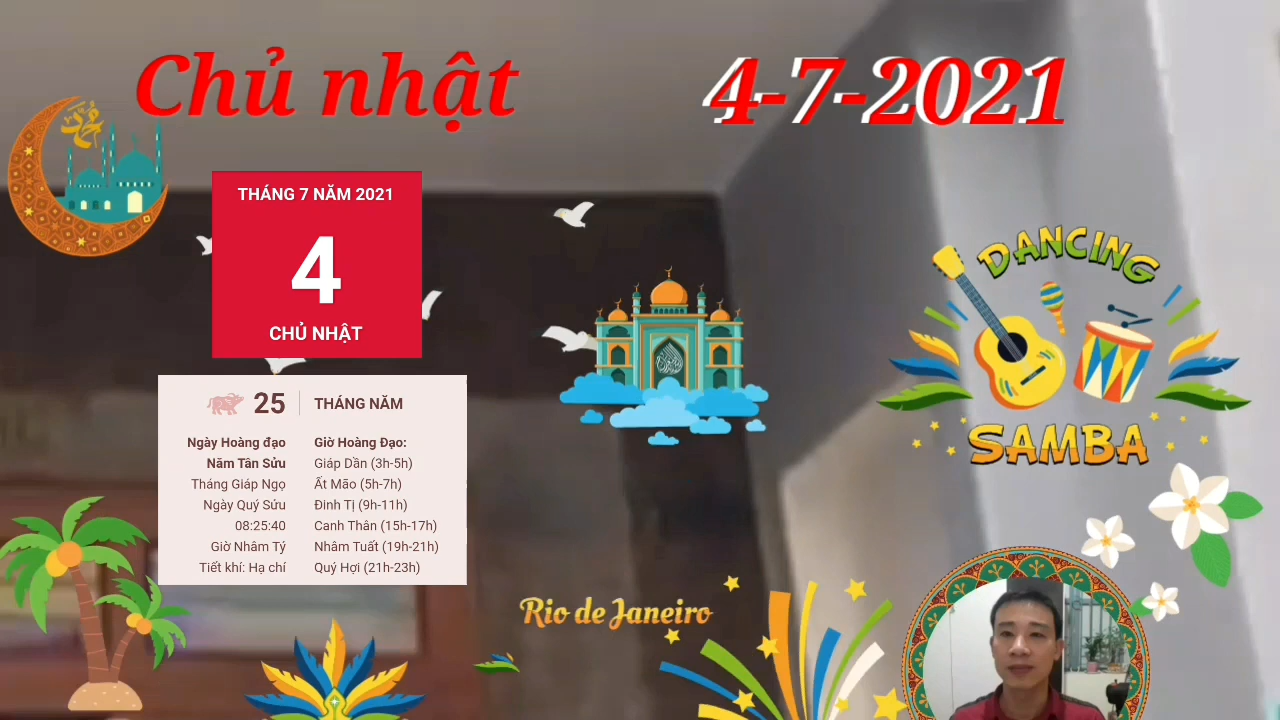 Chủ nhật 4-7-2021
THÁNG 7 NĂM 2021
4
CHỦ NHẬT
25 THÁNG NĂM
Ngày Hoàng đạo
Năm Tân Sửu
Tháng Giáp Ngọ
Ngày Quý Sửu
08:25:40
Giờ Nhâm Tý
Tiết khí: Hạ chí
Giờ Hoàng Đạo:
Giáp Dần (3h-5h)
Ất Mão (5h-7h)
Đinh Tị (9h-11h)
Canh Thân (15h-17h)
Nhâm Tuất (19h-21h)
Quý Hợi (21h-23h)
DANCING
SAMBA
Rio de Janeiro